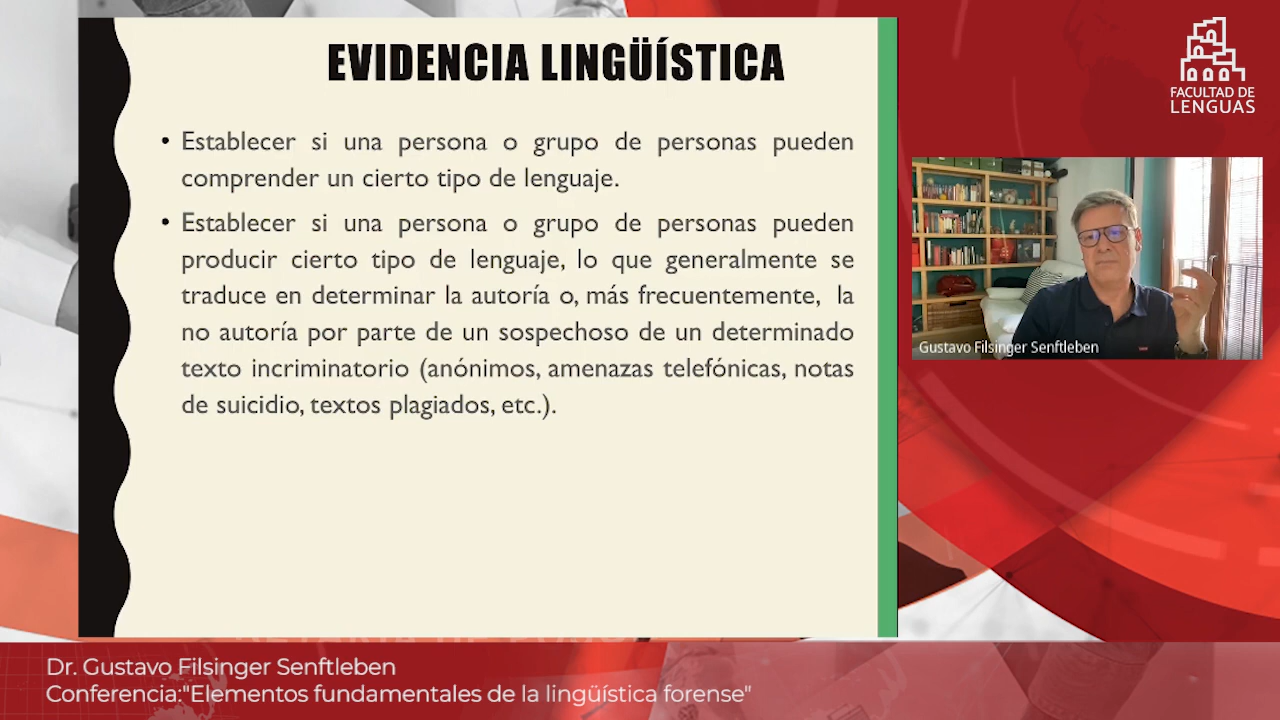 EVIDENCIA LINGÜÍSTICA
• Establecer si una persona o grupo de personas pueden
comprender un cierto tipo de lenguaje.
• Establecer si una persona o grupo de personas pueden
producir cierto tipo de lenguaje, lo que generalmente se
traduce en determinar la autoría o, más frecuentemente, la
no autoría por parte de un sospechoso de un determinado
texto incriminatorio (anónimos, amenazas telefónicas, notas
de suicidio, textos plagiados, etc.).
FACULTAD DE
LENGUAS
Gustavo Filsinger Senftleben
Dr. Gustavo Filsinger Senftleben
Conferencia:"Elementos fundamentales de la lingüística forense"